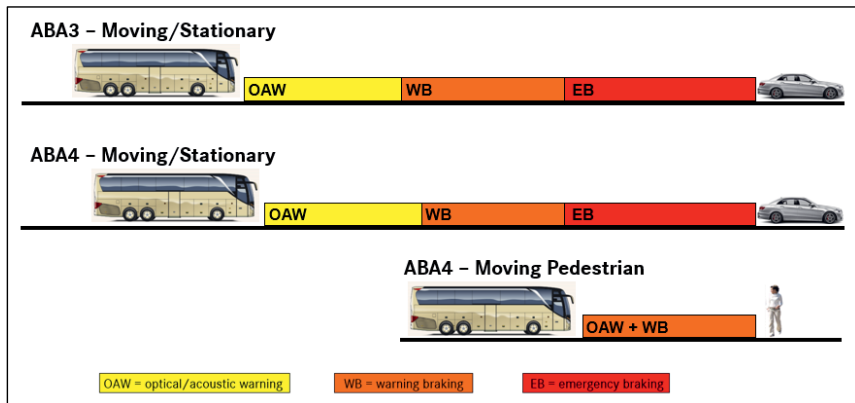 ABA3 – Moving/Stationary
OAW WB EB
ABA4 – Moving/Stationary
OAW WB EB
ABA4 – Moving Pedestrian
OAW + WB
OAW = optical/acoustic warning WB = warning braking EB = emergency braking